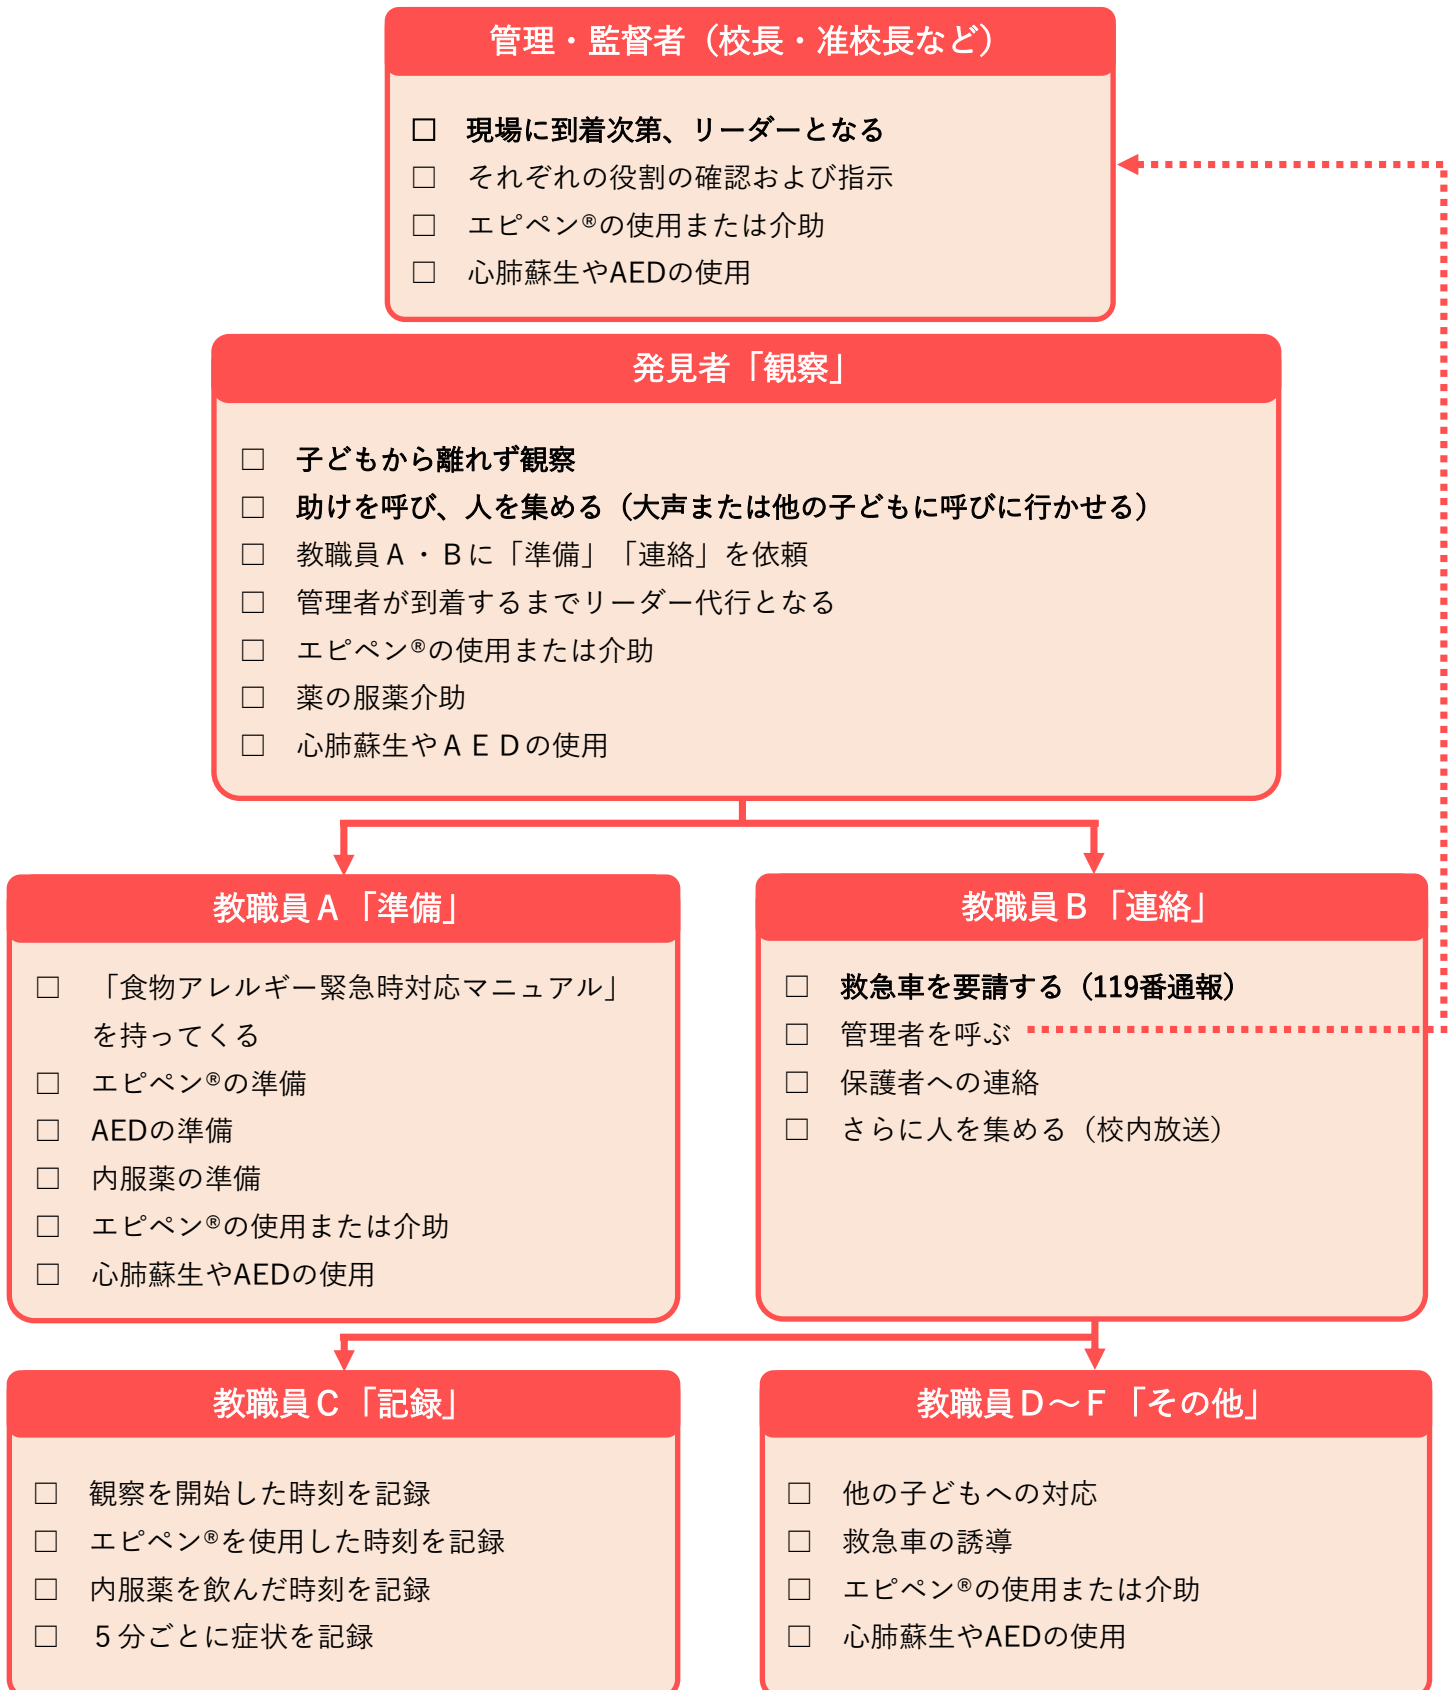 管理・監督者（校長・准校長など）
□ 現場に到着次第、リーダーとなる
□ それぞれの役割の確認および指示
□ エピペン®の使用または介助
□ 心肺蘇生やAEDの使用
発見者「観察」
□ 子どもから離れず観察
□ 助けを呼び、人を集める（大声または他の子どもに呼びに行かせる）
□ 教職員Ａ・Ｂに「準備」「連絡」を依頼
□ 管理者が到着するまでリーダー代行となる
□ エピペン®の使用または介助
□ 薬の服薬介助
□ 心肺蘇生やＡＥＤの使用
教職員Ａ「準備」
□ 「食物アレルギー緊急時対応マニュアル」
を持ってくる
□ エピペン®の準備
□ AEDの準備
□ 内服薬の準備
□ エピペン®の使用または介助
□ 心肺蘇生やAEDの使用
教職員Ｂ「連絡」
□ 救急車を要請する（119番通報）
□ 管理者を呼ぶ
□ 保護者への連絡
□ さらに人を集める（校内放送）
教職員Ｃ「記録」
□ 観察を開始した時刻を記録
□ エピペン®を使用した時刻を記録
□ 内服薬を飲んだ時刻を記録
□ ５分ごとに症状を記録
教職員Ｄ～Ｆ「その他」
□ 他の子どもへの対応
□ 救急車の誘導
□ エピペン®の使用または介助
□ 心肺蘇生やAEDの使用